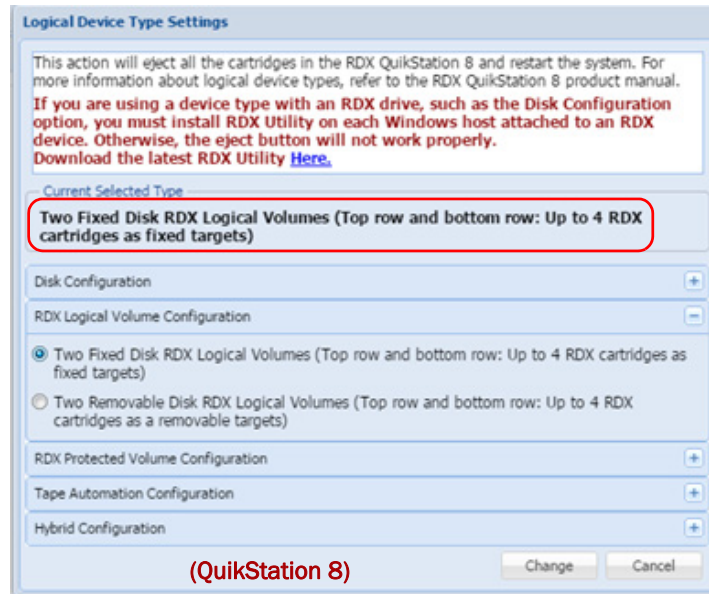 Logical Device Type Settings
This action will eject all the cartridges in the RDX QuikStation 8 and restart the system. For
more information about logical device types, refer to the RDX QuikStation 8 product manual.
If you are using a device type with an RDX drive, such as the Disk Configuration
option, you must install RDX Utility on each Windows host attached to an RDX
device. Otherwise, the eject button will not work properly.
Download the latest RDX Utility Here.
Current Selected Type
Two Fixed Disk RDX Logical Volumes (Top row and bottom row: Up to 4 RDX
cartridges as fixed targets)
Disk Configuration
RDX Logical Volume Configuration
Two Fixed Disk RDX Logical Volumes (Top row and bottom row: Up to 4 RDX cartridges as
fixed targets)
Two Removable Disk RDX Logical Volumes (Top row and bottom row: Up to 4 RDX
cartridges as a removable targets)
RDX Protected Volume Configuration
Tape Automation Configuration
Hybrid Configuration
(QuikStation 8)
Change Cancel